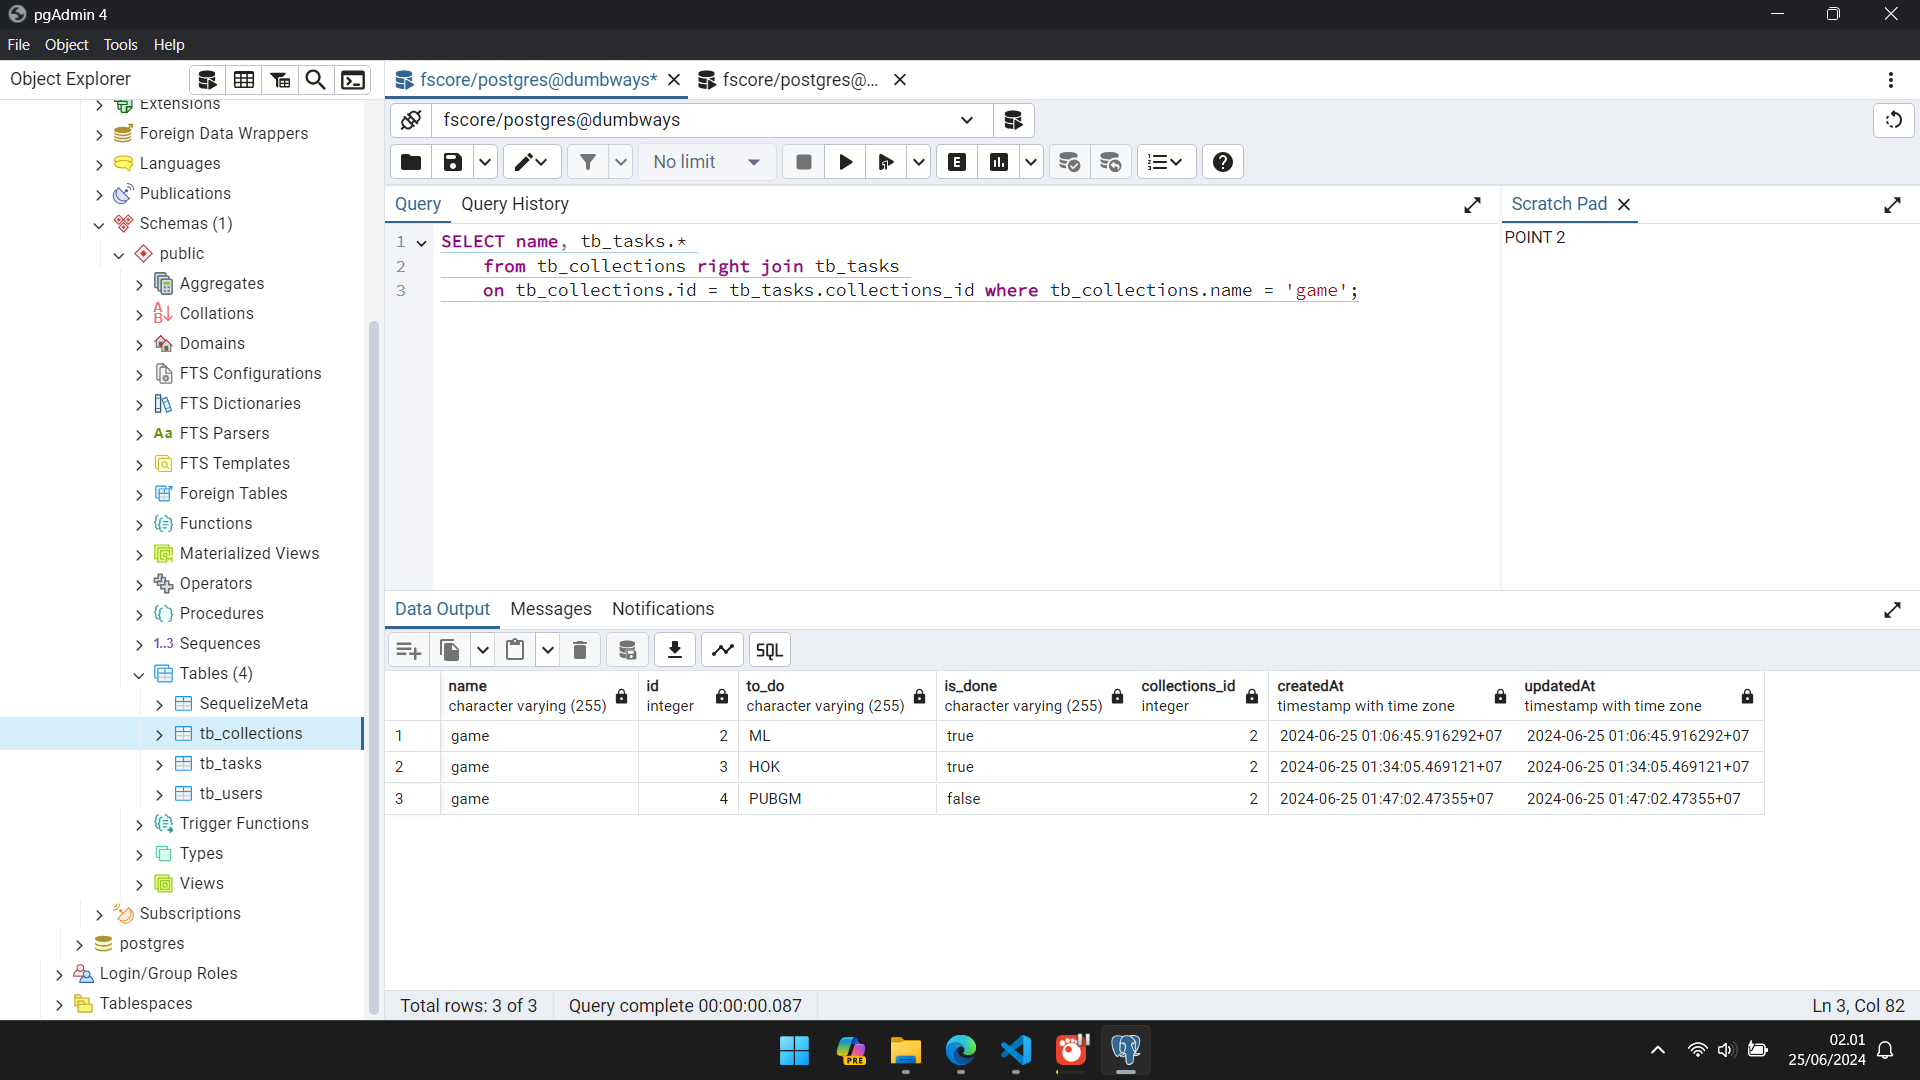 pgAdmin 4
File Object Tools Help
Object Explorer
fscore/postgres@dumbways*
fscore/postgres@...
Extensions
Foreign Data Wrappers
Languages
Publications
Schemas (1)
public
Aggregates
Collations
Domains
FTS Configurations
FTS Dictionaries
Aa FTS Parsers
FTS Templates
Foreign Tables
Functions
Materialized Views
Operators
Procedures
1..3 Sequences
Tables (4)
SequelizeMeta
tb_collections
tb_tasks
tb_users
Trigger Functions
Types
Views
Subscriptions
postgres
Login/Group Roles
Tablespaces
fscore/postgres@dumbways
No limit
E
Query Query History
Scratch Pad
POINT 2
1 SELECT name, tb_tasks.*
2 from tb_collections right join tb_tasks
3 on tb_collections.id = tb_tasks.collections_id where tb_collections.name = 'game';
Data Output Messages Notifications
SQL
name id to_do is_done collections_id createdAt updatedAt
character varying (255) integer character varying (255) character varying (255) integer timestamp with time zone timestamp with time zone
1 game 2 ML true 2 2024-06-25 01:06:45.916292+07 2024-06-25 01:06:45.916292+07
2 game 3 HOK true 2 2024-06-25 01:34:05.469121+07 2024-06-25 01:34:05.469121+07
3 game 4 PUBGM false 2 2024-06-25 01:47:02.47355+07 2024-06-25 01:47:02.47355+07
Total rows: 3 of 3 Query complete 00:00:00.087 Ln 3, Col 82
PRE
02.01
25/06/2024